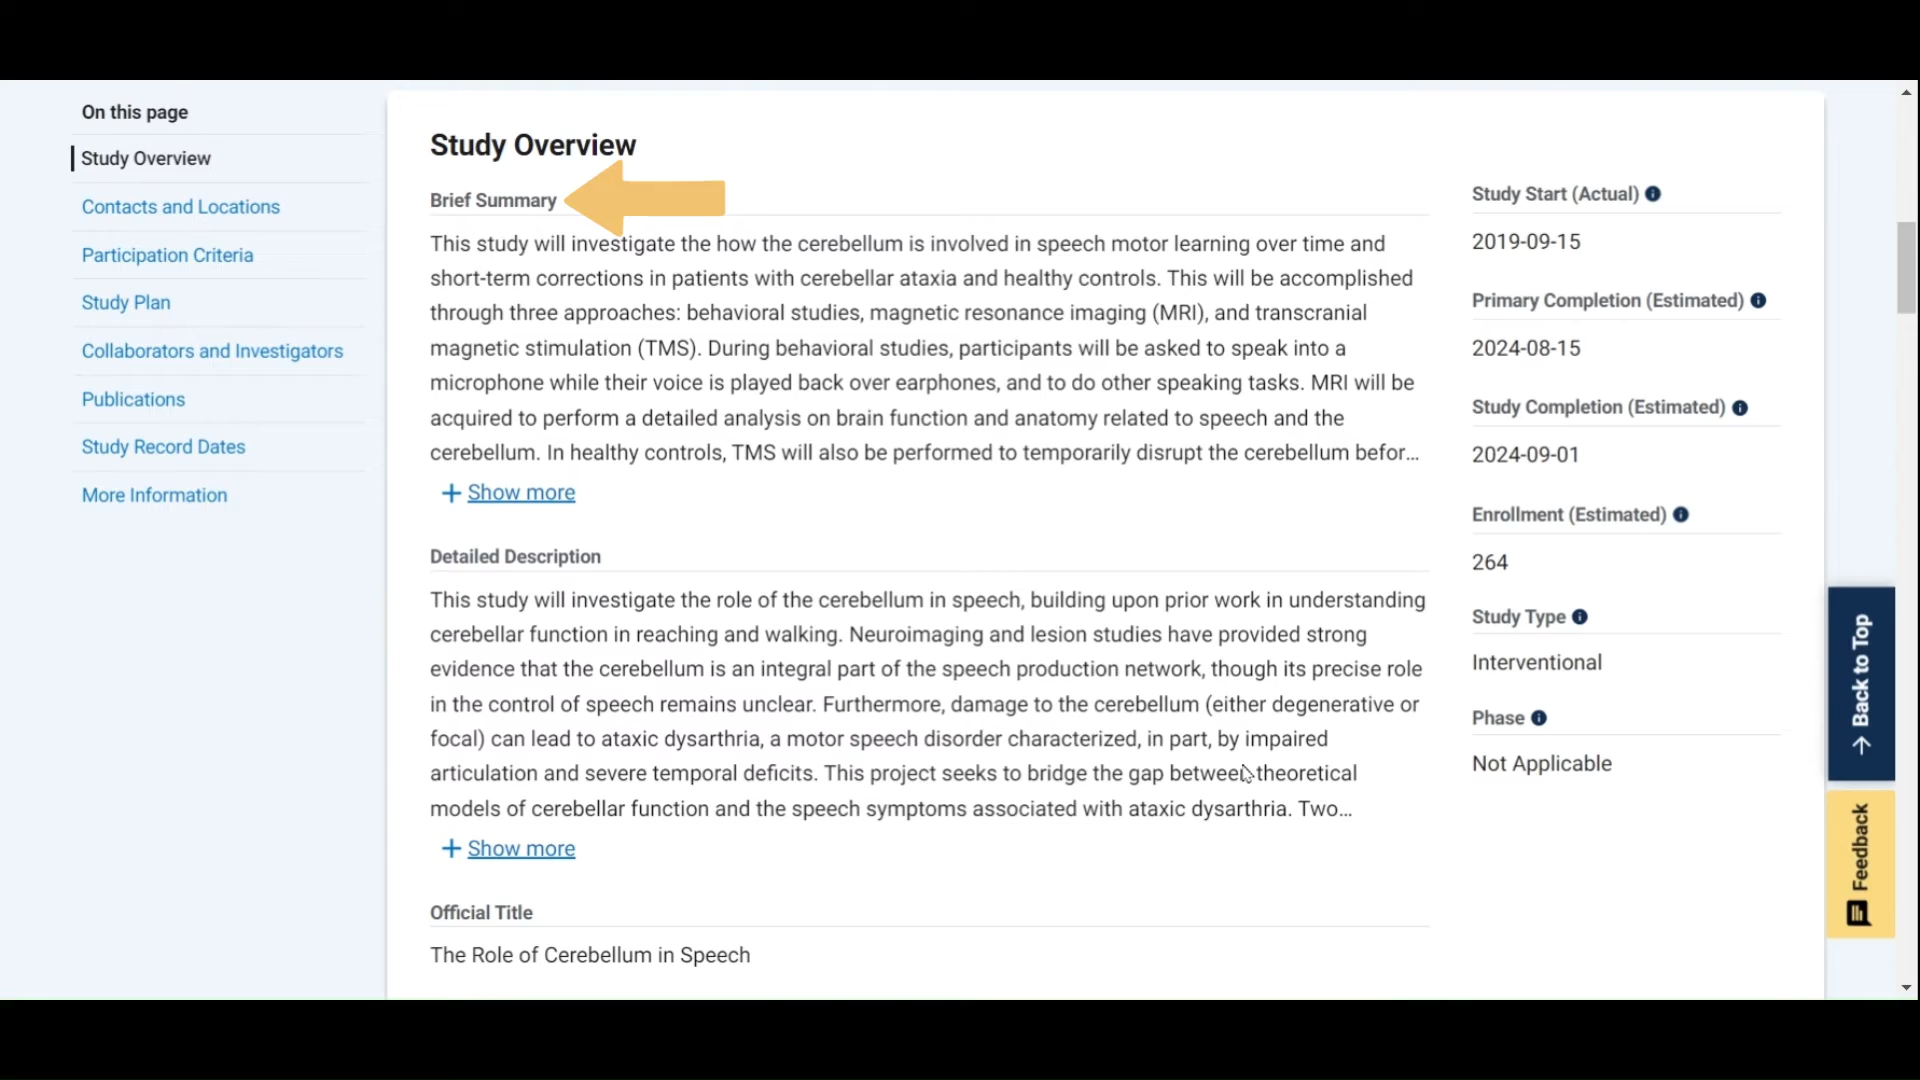 On this page
Study Overview
Contacts and Locations
Participation Criteria
Study Plan
Collaborators and Investigators
Publications
Study Record Dates
More Information
Study Overview
Brief Summary
This study will investigate the how the cerebellum is involved in speech motor learning over time and
short-term corrections in patients with cerebellar ataxia and healthy controls. This will be accomplished
through three approaches: behavioral studies, magnetic resonance imaging (MRI), and transcranial
magnetic stimulation (TMS). During behavioral studies, participants will be asked to speak into a
microphone while their voice is played back over earphones, and to do other speaking tasks. MRI will be
acquired to perform a detailed analysis on brain function and anatomy related to speech and the
cerebellum. In healthy controls, TMS will also be performed to temporarily disrupt the cerebellum befor...
+ Show more
Detailed Description
This study will investigate the role of the cerebellum in speech, building upon prior work in understanding
cerebellar function in reaching and walking. Neuroimaging and lesion studies have provided strong
evidence that the cerebellum is an integral part of the speech production network, though its precise role
in the control of speech remains unclear. Furthermore, damage to the cerebellum (either degenerative or
focal) can lead to ataxic dysarthria, a motor speech disorder characterized, in part, by impaired
articulation and severe temporal deficits. This project seeks to bridge the gap between theoretical
models of cerebellar function and the speech symptoms associated with ataxic dysarthria. Two...
+ Show more
Official Title
The Role of Cerebellum in Speech
Study Start (Actual)
2019-09-15
Primary Completion (Estimated)
2024-08-15
Study Completion (Estimated)
2024-09-01
Enrollment (Estimated)
264
Study Type
Interventional
Phase
Not Applicable
Back to Top
Feedback